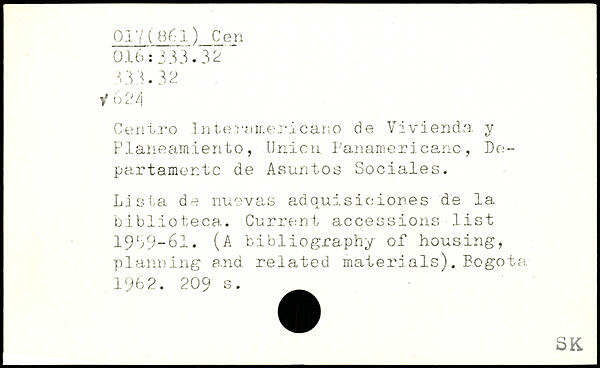 017(861) Cen
016:333.32
333.32
624
Centro Interamericano de Vivienda y
Planeamiento, Union Panamericano, De-
partamento de Asuntos Sociales.
Lista de nuevas adquisiciones de la
biblioteca. Current accessions list
1959-61. (A bibliography of housing,
planning and related materials). Bogota
1962. 209 s.
SK